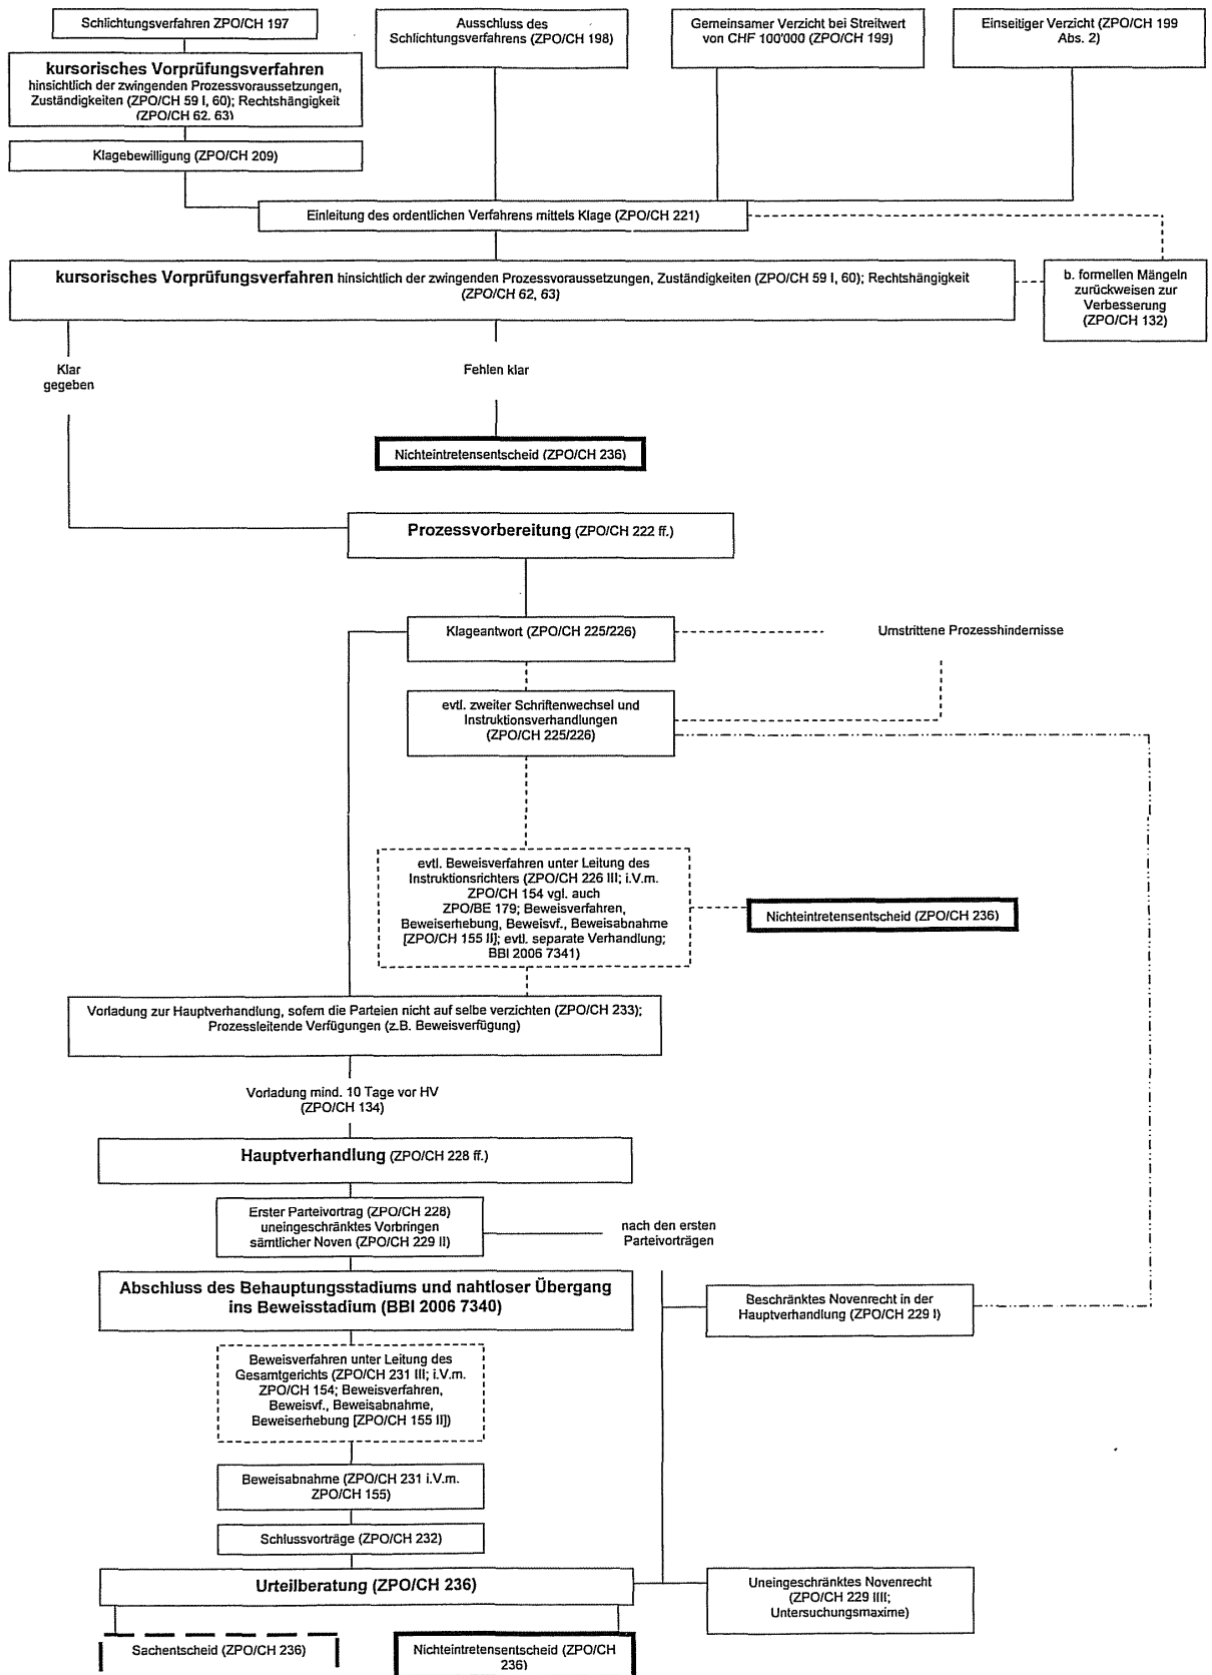 Schlichtungsverfahren ZPO/CH 197
Ausschluss des
Schlichtungsverfahrens (ZPO/CH 198)
Gemeinsamer Verzicht bei Streitwert
von CHF 100'000 (ZPO/CH 199)
Einseitiger Verzicht (ZPO/CH 199
Abs. 2)
kursorisches Vorprüfungsverfahren
hinsichtlich der zwingenden Prozessvoraussetzungen,
Zuständigkeiten (ZPO/CH 59 I, 60); Rechtshängigkeit
(ZPO/CH 62, 63)
Klagebewilligung (ZPO/CH 209)
Einleitung des ordentlichen Verfahrens mittels Klage (ZPO/CH 221)
kursorisches Vorprüfungsverfahren hinsichtlich der zwingenden Prozessvoraussetzungen, Zuständigkeiten (ZPO/CH 59 I, 60); Rechtshängigkeit
(ZPO/CH 62, 63)
b. formellen Mängeln
zurückweisen zur
Verbesserung
(ZPO/CH 132)
Klar
gegeben
Fehlen klar
Nichteintretensentscheid (ZPO/CH 236)
Prozessvorbereitung (ZPO/CH 222 ff.)
Klageantwort (ZPO/CH 225/226)
Umstrittene Prozesshindernisse
evtl. zweiter Schriftenwechsel und
Instruktionsverhandlungen
(ZPO/CH 225/226)
evtl. Beweisverfahren unter Leitung des
Instruktionsrichters (ZPO/CH 226 III; i.V.m.
ZPO/CH 154 vgl. auch
ZPO/BE 179; Beweisverfahren,
Beweiserhebung, Beweisvf., Beweisabnahme
[ZPO/CH 155 II]; evtl. separate Verhandlung;
BBI 2006 7341)
Nichteintretensentscheid (ZPO/CH 236)
Vorladung zur Hauptverhandlung, sofern die Parteien nicht auf selbe verzichten (ZPO/CH 233);
Prozessleitende Verfügungen (z.B. Beweisverfügung)
Vorladung mind. 10 Tage vor HV
(ZPO/CH 134)
Hauptverhandlung (ZPO/CH 228 ff.)
Erster Parteivortrag (ZPO/CH 228)
uneingeschränktes Vorbringen
sämtlicher Noven (ZPO/CH 229 II)
nach den ersten
Parteivorträgen
Abschluss des Behauptungsstadiums und nahtloser Übergang
ins Beweisstadium (BBI 2006 7340)
Beschränktes Novenrecht in der
Hauptverhandlung (ZPO/CH 229 I)
Beweisverfahren unter Leitung des
Gesamtgerichts (ZPO/CH 231 III; i.V.m.
ZPO/CH 154; Beweisverfahren,
Beweisvf., Beweisabnahme,
Beweiserhebung [ZPO/CH 155 II])
Beweisabnahme (ZPO/CH 231 i.V.m.
ZPO/CH 155)
Schlussvorträge (ZPO/CH 232)
Urteilberatung (ZPO/CH 236)
Uneingeschränktes Novenrecht
(ZPO/CH 229 IIII;
Untersuchungsmaxime)
Sachentscheid (ZPO/CH 236)
Nichteintretensentscheid (ZPO/CH
236)